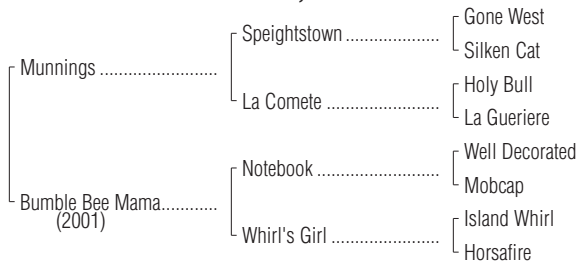 Gone West
Speightstown ....................
Silken Cat
Munnings .........................
Holy Bull
La Comete ........................
La Gueriere
Well Decorated
Notebook ..........................
Mobcap
Bumble Bee Mama............
(2001)
Island Whirl
Whirl's Girl .......................
Horsafire